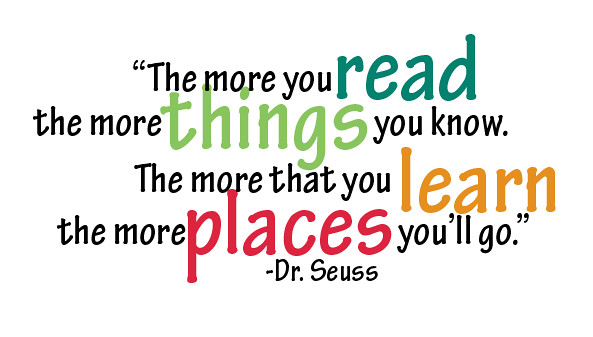 “The more you read
the more things you know.
The more that you learn
the more places you’ll go.”
-Dr. Seuss